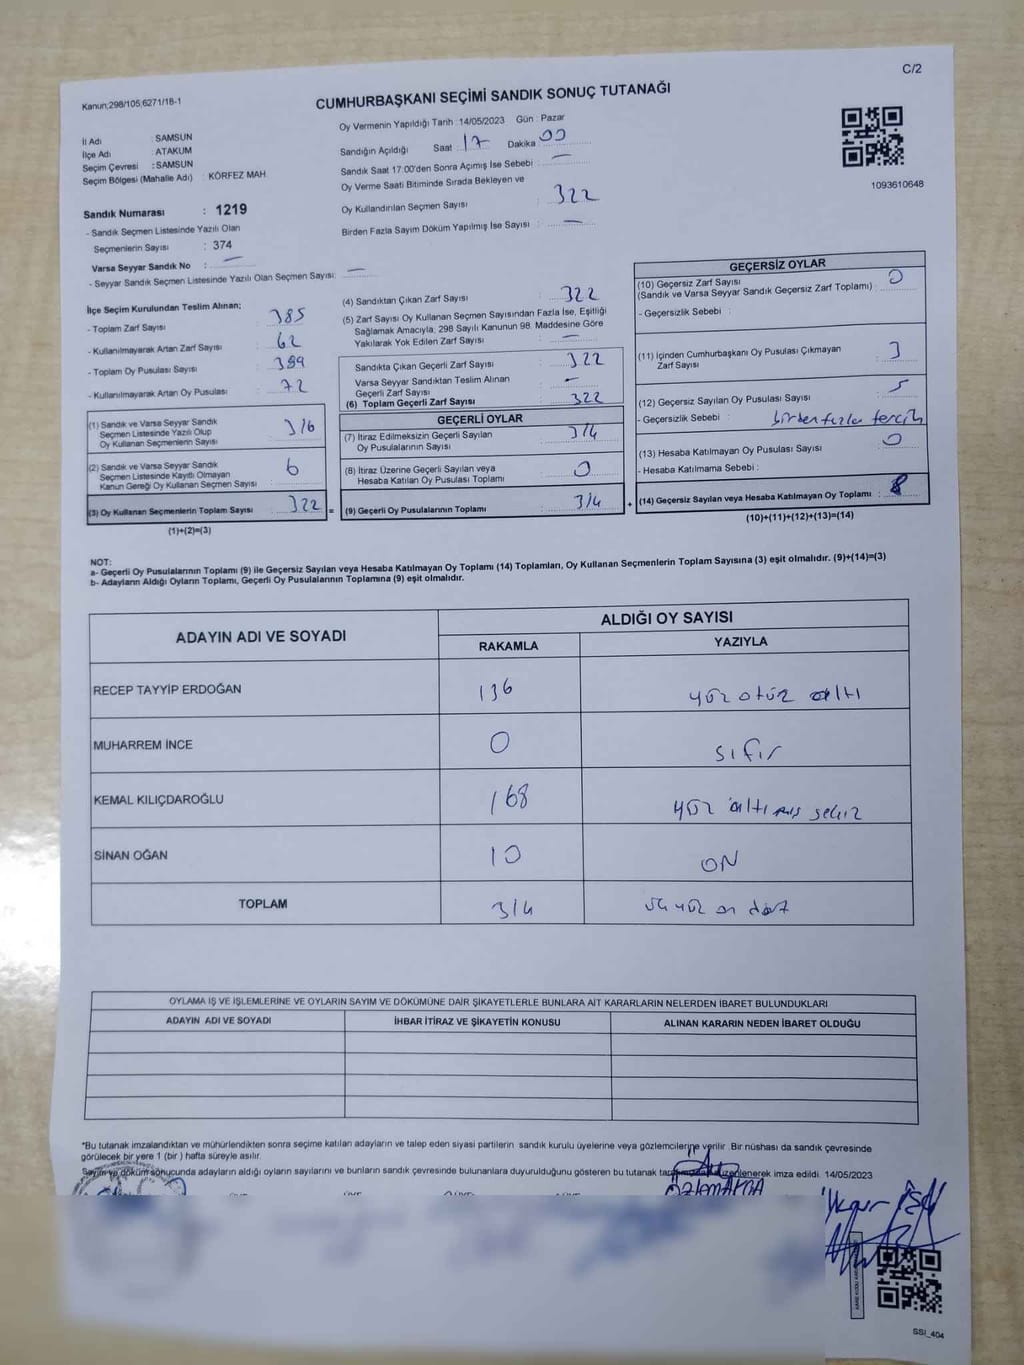 C/2
Kanun;298/105;6271/18-1
CUMHURBAŞKANI SEÇİMİ SANDIK SONUÇ TUTANAĞI
İl Adı : SAMSUN
İlçe Adı : ATAKUM
Seçim Çevresi : SAMSUN
Seçim Bölgesi (Mahalle Adı) : KÖRFEZ MAH.
Sandık Numarası : 1219
- Sandık Seçmen Listesinde Yazılı Olan
Seçmenlerin Sayısı : 374
Varsa Seyyar Sandık No : —
- Seyyar Sandık Seçmen Listesinde Yazılı Olan Seçmen Sayısı: —
Oy Vermenin Yapıldığı Tarih :14/05/2023 Gün : Pazar
Sandığın Açıldığı Saat : 17 Dakika : 00
Sandık Saat 17:00'den Sonra Açımış İse Sebebi : —
Oy Verme Saati Bitiminde Sırada Bekleyen ve
Oy Kullandırılan Seçmen Sayısı : 322
Birden Fazla Sayım Döküm Yapılmış İse Sayısı : —
1093610648
İlçe Seçim Kurulundan Teslim Alınan;
- Toplam Zarf Sayısı : 385
- Kullanılmayarak Artan Zarf Sayısı : 62
- Toplam Oy Pusulası Sayısı :
- Kullanılmayarak Artan Oy Pusulası : 72
(1) Sandık ve Varsa Seyyar Sandık
Seçmen Listesinde Yazılı Olup
Oy Kullanan Seçmenlerin Sayısı : 316
(2) Sandık ve Varsa Seyyar Sandık
Seçmen Listesinde Kayıtlı Olmayan
Kanun Gereği Oy Kullanan Seçmen Sayısı : 6
(3) Oy Kullanan Seçmenlerin Toplam Sayısı : 322 =
(1)+(2)=(3)
(4) Sandıktan Çıkan Zarf Sayısı : 322
(5) Zarf Sayısı Oy Kullanan Seçmen Sayısından Fazla İse, Eşitliği
Sağlamak Amacıyla, 298 Sayılı Kanunun 98. Maddesine Göre
Yakılarak Yok Edilen Zarf Sayısı : —
Sandıkta Çıkan Geçerli Zarf Sayısı : 322
Varsa Seyyar Sandıktan Teslim Alınan
Geçerli Zarf Sayısı : —
(6) Toplam Geçerli Zarf Sayısı : 322
GEÇERLİ OYLAR
(7) İtiraz Edilmeksizin Geçerli Sayılan
Oy Pusulalarının Sayısı : 314
(8) İtiraz Üzerine Geçerli Sayılan veya
Hesaba Katılan Oy Pusulası Toplamı : 0
(9) Geçerli Oy Pusulalarının Toplamı : 314 +
GEÇERSİZ OYLAR
(10) Geçersiz Zarf Sayısı
(Sandık ve Varsa Seyyar Sandık Geçersiz Zarf Toplamı) : 0
- Geçersizlik Sebebi :
(11) İçinden Cumhurbaşkanı Oy Pusulası Çıkmayan
Zarf Sayısı : 3
(12) Geçersiz Sayılan Oy Pusulası Sayısı : 5
- Geçersizlik Sebebi : birden fazla tercih
(13) Hesaba Katılmayan Oy Pusulası Sayısı : 0
- Hesaba Katılmama Sebebi :
(14) Geçersiz Sayılan veya Hesaba Katılmayan Oy Toplamı : 8
(10)+(11)+(12)+(13)=(14)
NOT:
a- Geçerli Oy Pusulalarının Toplamı (9) ile Geçersiz Sayılan veya Hesaba Katılmayan Oy Toplamı (14) Toplamları, Oy Kullanan Seçmenlerin Toplam Sayısına (3) eşit olmalıdır. (9)+(14)=(3)
b- Adayların Aldığı Oyların Toplamı, Geçerli Oy Pusulalarının Toplamına (9) eşit olmalıdır.
ADAYIN ADI VE SOYADI
ALDIĞI OY SAYISI
RAKAMLA YAZIYLA
RECEP TAYYİP ERDOĞAN 136 yüz otuz altı
MUHARREM İNCE 0 sıfır
KEMAL KILIÇDAROĞLU 168 yüz altmış sekiz
SİNAN OĞAN 10 ON
TOPLAM 314 üç yüz on dört
OYLAMA İŞ VE İŞLEMLERİNE VE OYLARIN SAYIM VE DÖKÜMÜNE DAİR ŞİKAYETLERLE BUNLARA AİT KARARLARIN NELERDEN İBARET BULUNDUKLARI
ADAYIN ADI VE SOYADI İHBAR İTİRAZ VE ŞİKAYETİN KONUSU ALINAN KARARIN NEDEN İBARET OLDUĞU
*Bu tutanak imzalandıktan ve mühürlendikten sonra seçime katılan adayların ve talep eden siyasi partilerin sandık kurulu üyelerine veya gözlemcilerine verilir. Bir nüshası da sandık çevresinde
görülecek bir yere 1 (bir) hafta süreyle asılır.
Sayım ve döküm sonucunda adayların aldığı oyların sayılarını ve bunların sandık çevresinde bulunanlara duyurulduğunu gösteren bu tutanak düzenlenerek imza edildi. 14/05/2023
SSI_404